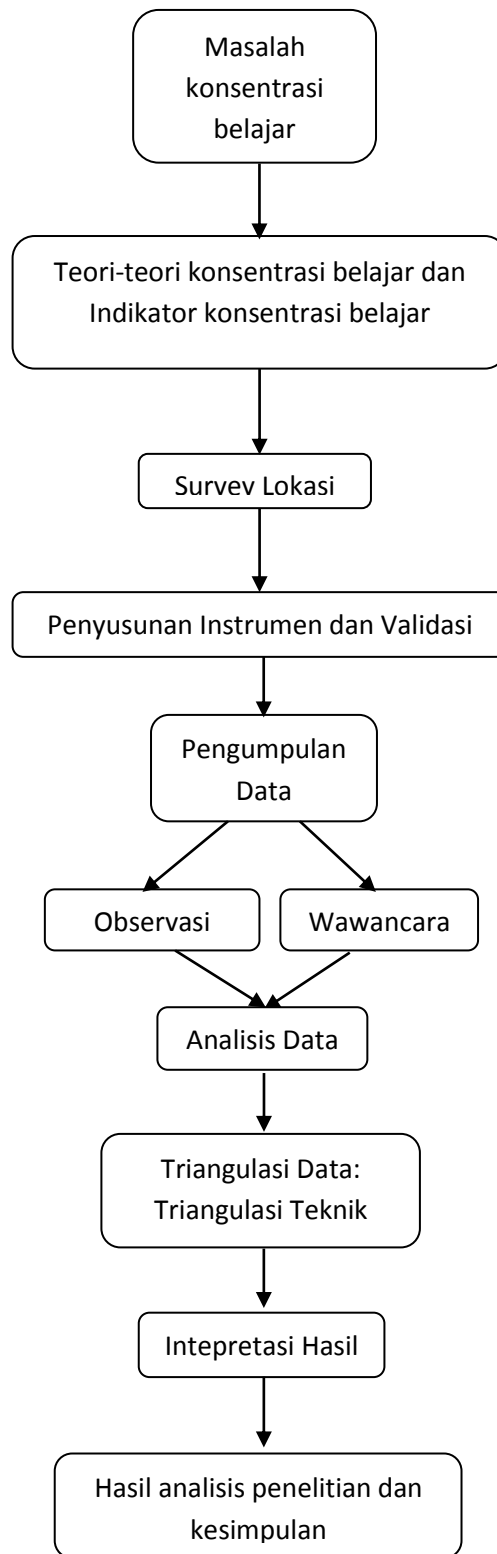 Masalah
konsentrasi
belajar
Teori-teori konsentrasi belajar dan
Indikator konsentrasi belajar
Survey Lokasi
Penyusunan Instrumen dan Validasi
Pengumpulan
Data
Observasi
Wawancara
Analisis Data
Triangulasi Data:
Triangulasi Teknik
Intepretasi Hasil
Hasil analisis penelitian dan
kesimpulan